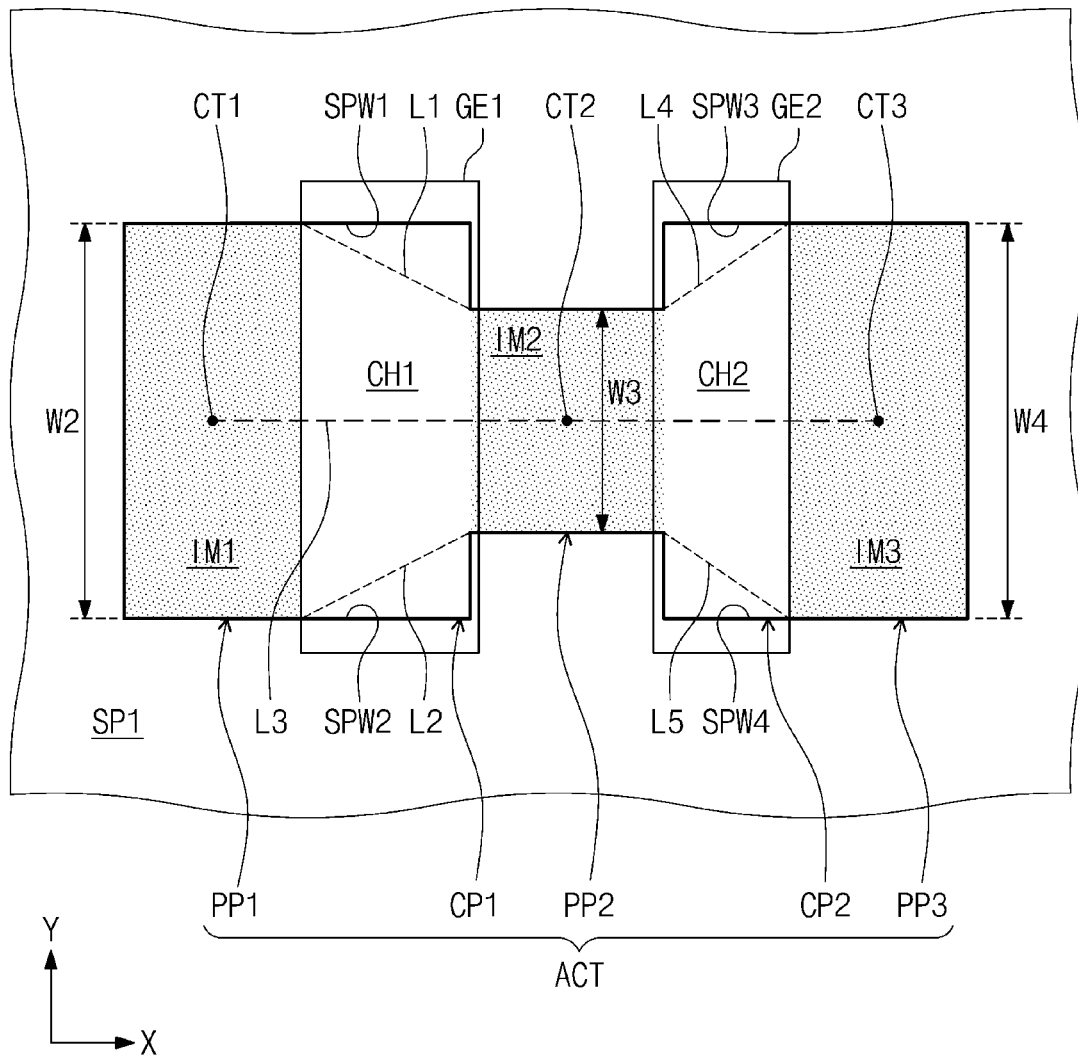 CT1 SPW1 L1 GE1 CT2 L4 SPW3 GE2 CT3
IM2
CH1 CH2
W2 W3 W4
IM1 IM3
SP1 L3 SPW2 L2 L5 SPW4
PP1 CP1 PP2 CP2 PP3
ACT
Y
X